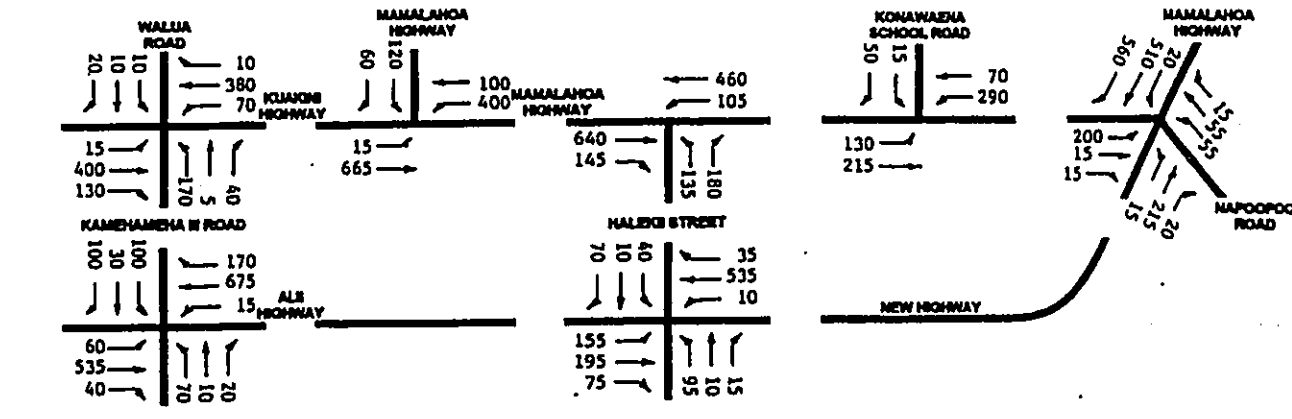 WALUA
ROAD
20 10 10
10
380
70
KUAKINI
HIGHWAY
15
400
130
170 5 40
MAMALAHOA
HIGHWAY
60 120
100
400
15
665
MAMALAHOA
HIGHWAY
460
105
640
145
135 180
KONAWAENA
SCHOOL ROAD
50 15
70
290
130
215
MAMALAHOA
HIGHWAY
560 510 20
15
55
55
200
15
15
15 215 20
NAPOOPOO
ROAD
KAMEHAMEHA III ROAD
100 30 100
170
675
15
ALII
HIGHWAY
60
535
40
70 10 20
HALEKII STREET
70 10 40
35
535
10
155
195
75
95 10 15
NEW HIGHWAY